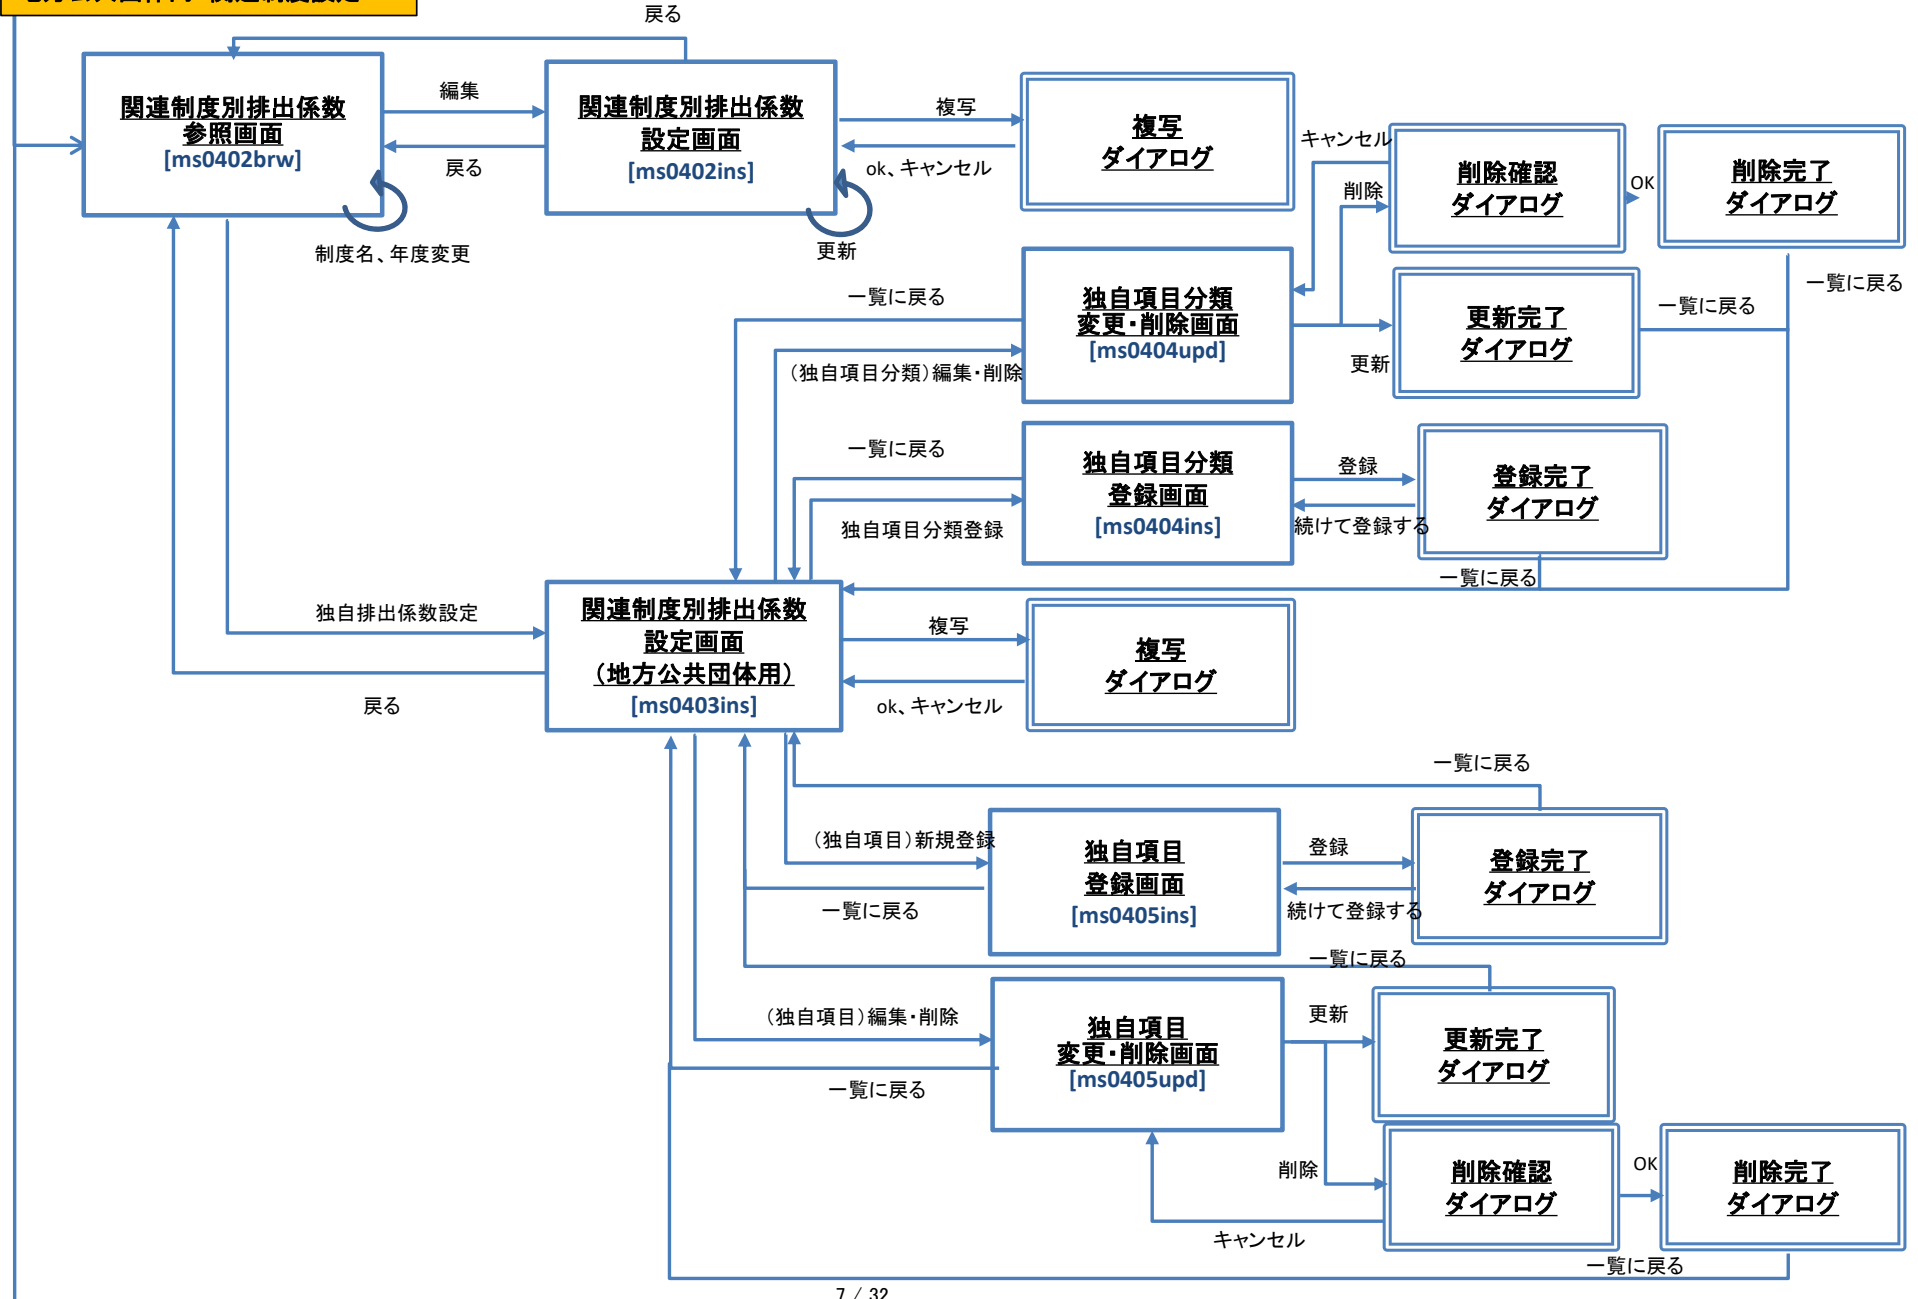 戻る
関連制度別排出係数
参照画面
[ms0402brw]
編集
戻る
制度名、年度変更
関連制度別排出係数
設定画面
[ms0402ins]
更新
複写
ok、キャンセル
複写
ダイアログ
キャンセル
削除
削除確認
ダイアログ
OK
削除完了
ダイアログ
一覧に戻る
独自項目分類
変更・削除画面
[ms0404upd]
(独自項目分類)編集・削除
更新
更新完了
ダイアログ
一覧に戻る
一覧に戻る
一覧に戻る
独自項目分類登録
独自項目分類
登録画面
[ms0404ins]
登録
続けて登録する
登録完了
ダイアログ
一覧に戻る
独自排出係数設定
戻る
関連制度別排出係数
設定画面
(地方公共団体用)
[ms0403ins]
複写
ok、キャンセル
複写
ダイアログ
一覧に戻る
(独自項目)新規登録
一覧に戻る
独自項目
登録画面
[ms0405ins]
登録
続けて登録する
登録完了
ダイアログ
一覧に戻る
(独自項目)編集・削除
一覧に戻る
独自項目
変更・削除画面
[ms0405upd]
更新
更新完了
ダイアログ
削除
キャンセル
削除確認
ダイアログ
OK
削除完了
ダイアログ
一覧に戻る
7 / 32